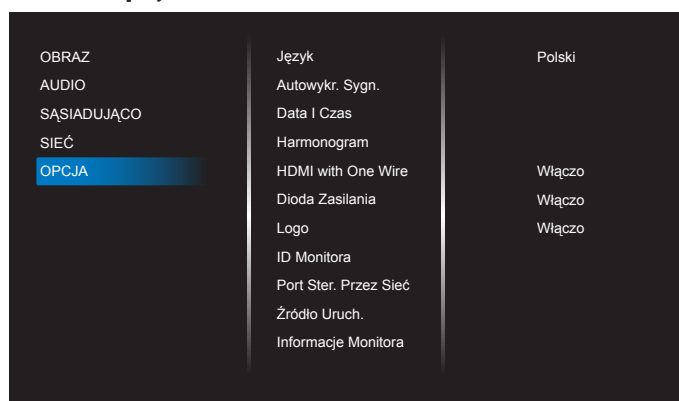 OBRAZ
AUDIO
SĄSIADUJĄCO
SIEĆ
OPCJA
Język Polski
Autowykr. Sygn.
Data I Czas
Harmonogram
HDMI with One Wire Włączo
Dioda Zasilania Włączo
Logo Włączo
ID Monitora
Port Ster. Przez Sieć
Źródło Uruch.
Informacje Monitora